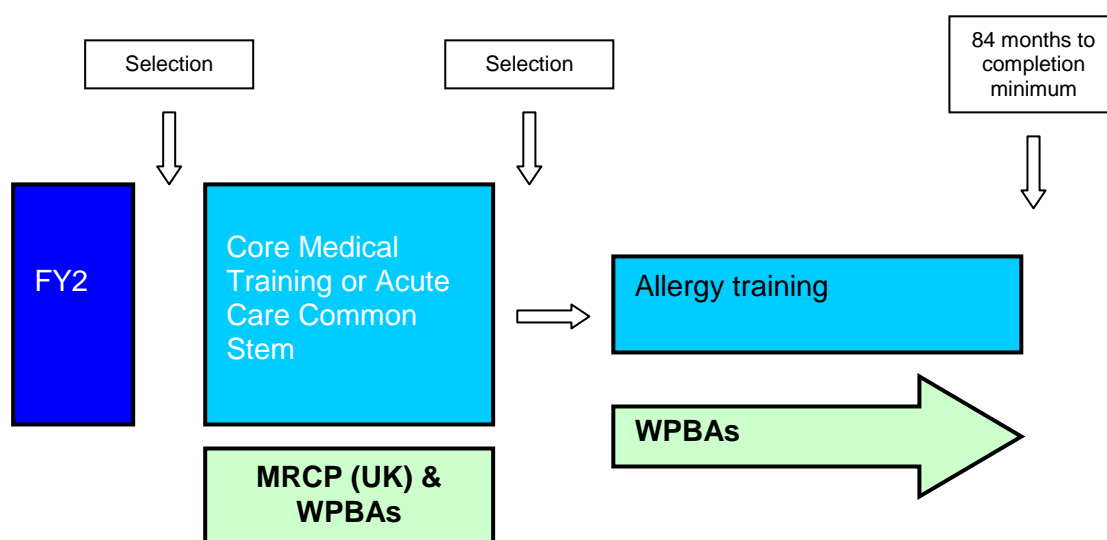 Selection
Selection
84 months to
completion
minimum
FY2
Core Medical
Training or Acute
Care Common
Stem
Allergy training
MRCP (UK) &
WPBAs
WPBAs